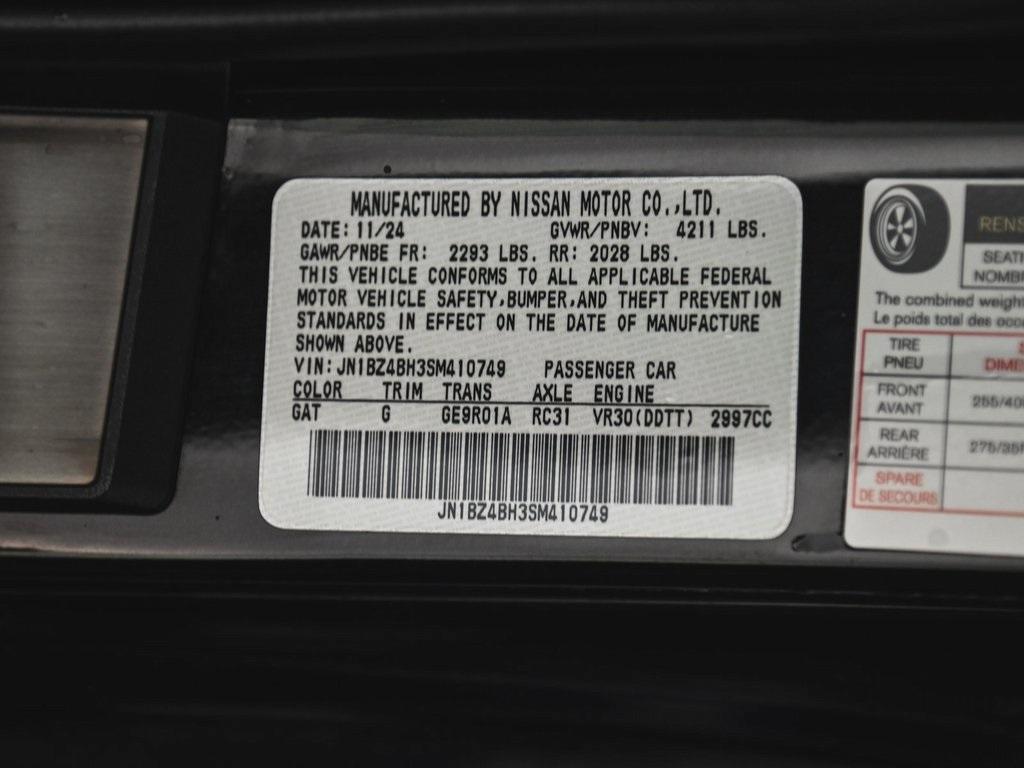 MANUFACTURED BY NISSAN MOTOR CO.,LTD.
DATE: 11/24 GVWR/PNBV: 4211 LBS.
GAWR/PNBE FR: 2293 LBS. RR: 2028 LBS.
THIS VEHICLE CONFORMS TO ALL APPLICABLE FEDERAL
MOTOR VEHICLE SAFETY,BUMPER,AND THEFT PREVENTION
STANDARDS IN EFFECT ON THE DATE OF MANUFACTURE
SHOWN ABOVE.
VIN: JN1BZ4BH3SM410749 PASSENGER CAR
COLOR TRIM TRANS AXLE ENGINE
GAT G GE9R01A RC31 VR30(DDTT) 2997CC
JN1BZ4BH3SM410749
The combined
Le poids total des
TIRE
PNEU
FRONT
AVANT
255/40
REAR
ARRIÈRE
275/35
SPARE
DE SECOURS